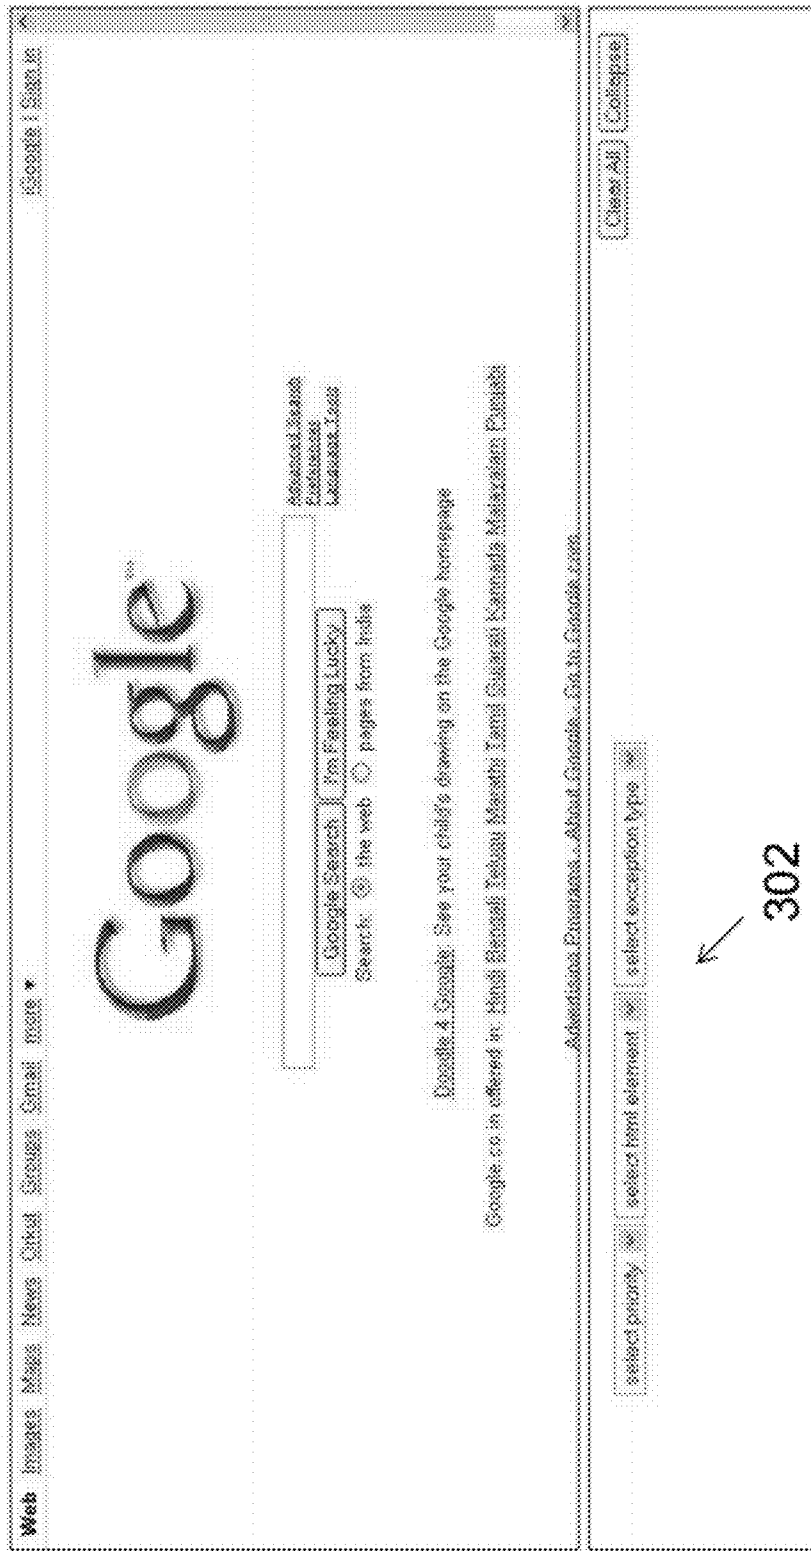 Web Images Maps News Orkut Groups Gmail more ▼
iGoogle | Sign in
Google™
Advanced Search
Preferences
Language Tools
Google Search I'm Feeling Lucky
Search: the web pages from India
Doodle 4 Google See your child's drawing on the Google homepage
Google.co.in offered in: Hindi Bengali Telugu Marathi Tamil Gujarati Kannada Malayalam Punjabi
Advertising Programs - About Google - Go to Google.com
Clear All Collapse
select priority select html element select exception type
302